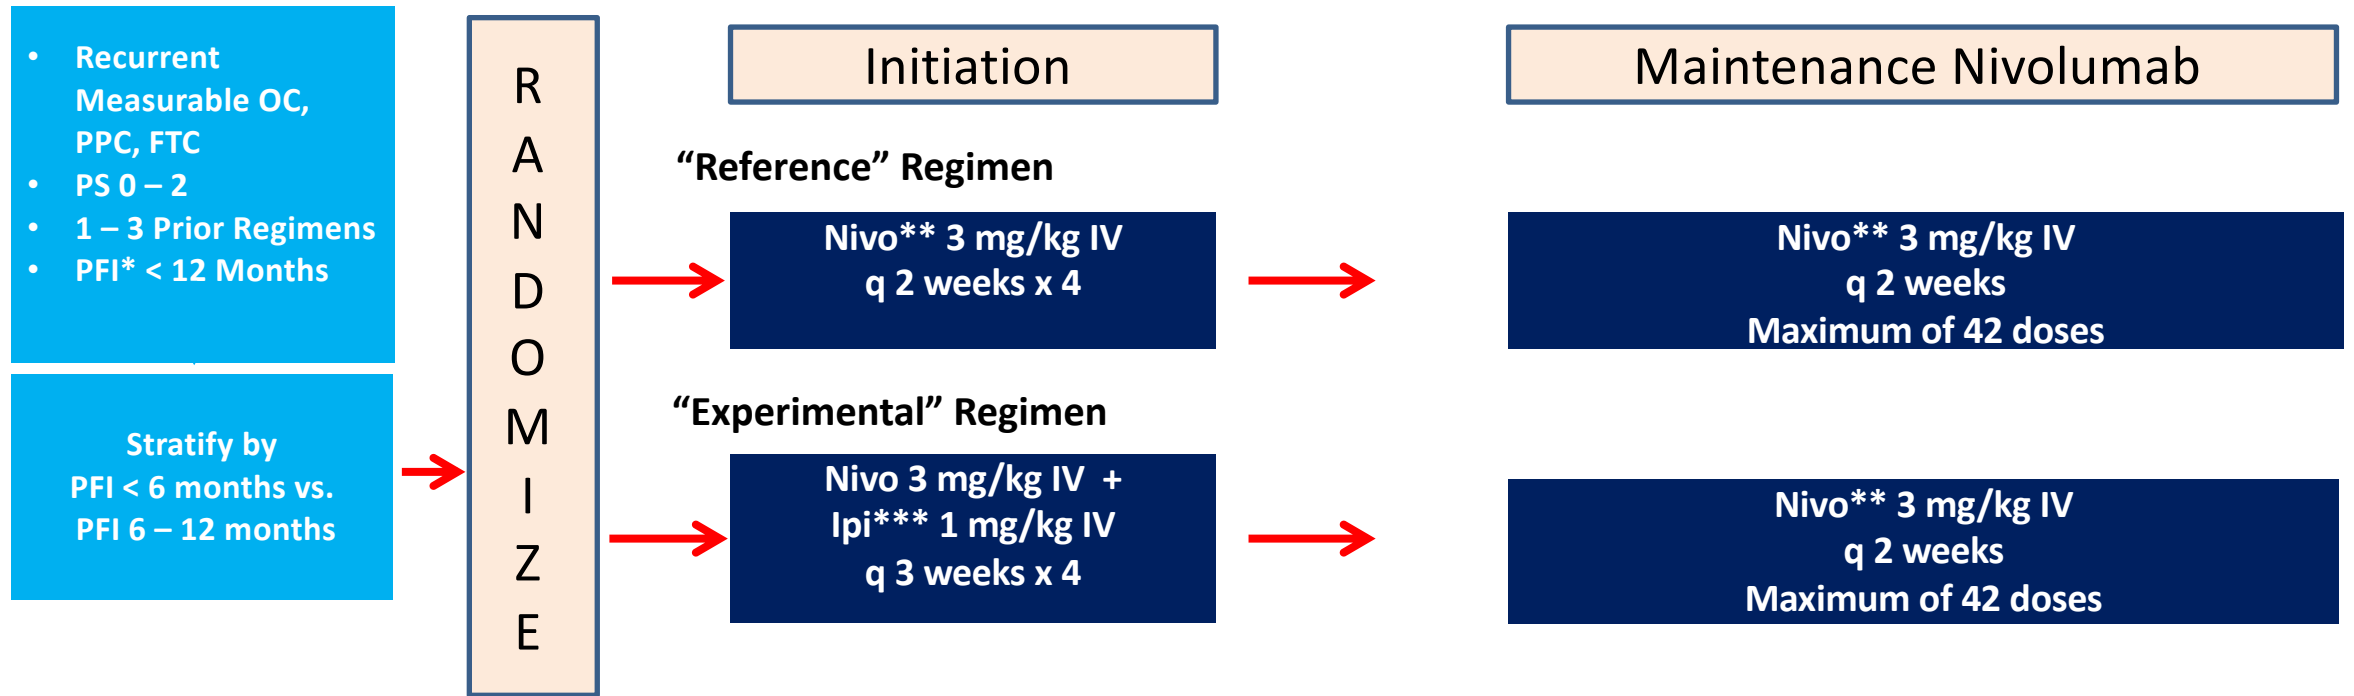 • Recurrent
Measurable OC,
PPC, FTC
• PS 0 – 2
• 1 – 3 Prior Regimens
• PFI* < 12 Months
Stratify by
PFI < 6 months vs.
PFI 6 – 12 months
R
A
N
D
O
M
I
Z
E
Initiation
Maintenance Nivolumab
“Reference” Regimen
Nivo** 3 mg/kg IV
q 2 weeks x 4
Nivo** 3 mg/kg IV
q 2 weeks
Maximum of 42 doses
“Experimental” Regimen
Nivo 3 mg/kg IV +
Ipi*** 1 mg/kg IV
q 3 weeks x 4
Nivo** 3 mg/kg IV
q 2 weeks
Maximum of 42 doses